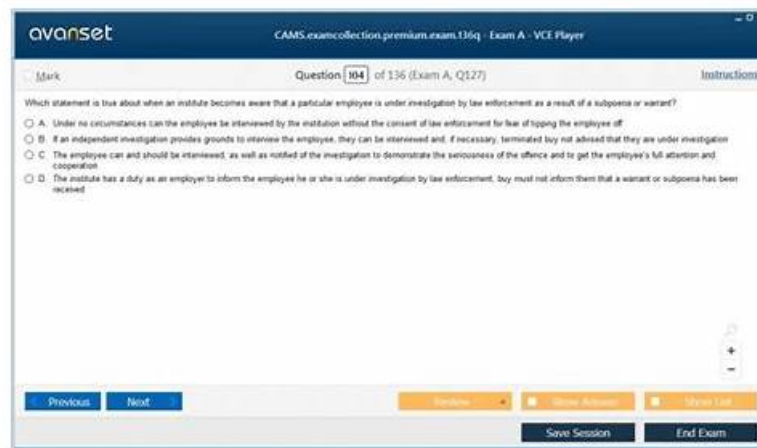 avanset
CAMS.examcollection.premium.exam.136q - Exam A - VCE Player
Mark
Question 104 of 136 (Exam A, Q127)
Instructions
Which statement is true about when an institute becomes aware that a particular employee is under investigation by law enforcement as a result of a subpoena or warrant?
A. Under no circumstances can the employee be interviewed by the institution without the consent of law enforcement for fear of tipping the employee off
B. If an independent investigation provides grounds to interview the employee, they can be interviewed and, if necessary, terminated buy not advised that they are under investigation
C. The employee can and should be interviewed, as well as notified of the investigation to demonstrate the seriousness of the offence and to get the employee's full attention and
cooperation
D. The institute has a duty as an employer to inform the employee he or she is under investigation by law enforcement, buy must not inform them that a warrant or subpoena has been
received
Previous
Next
Review
Show Answer
Show List
Save Session
End Exam